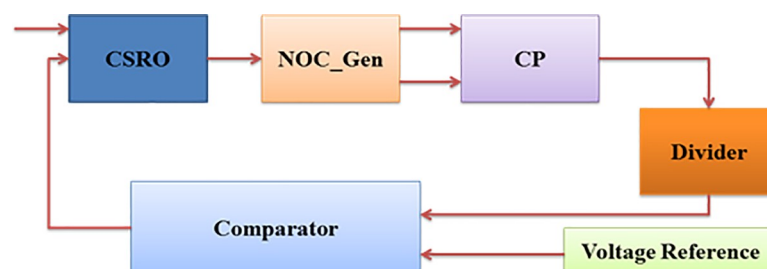 CSRO
NOC_Gen
CP
Divider
Comparator
Voltage Reference